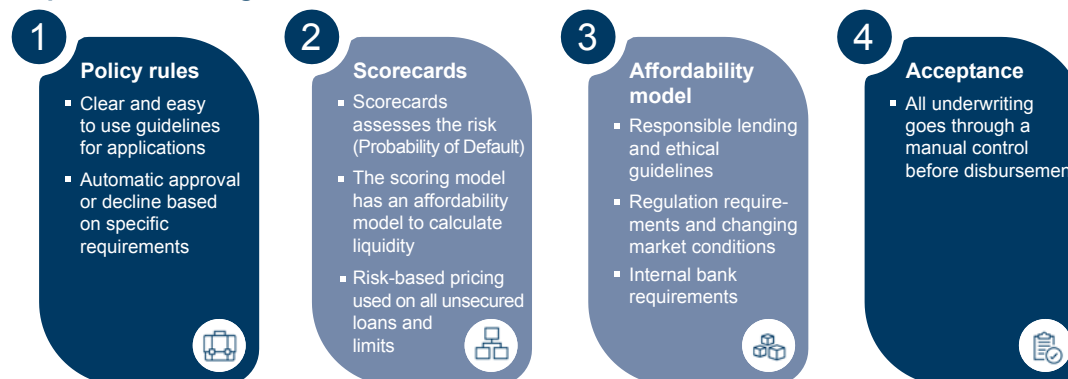 1
Policy rules
▪ Clear and easy
to use guidelines
for applications
▪ Automatic approval
or decline based
on specific
requirements
2
Scorecards
▪ Scorecards
assesses the risk
(Probability of Default)
▪ The scoring model
has an affordability
model to calculate
liquidity
▪ Risk-based pricing
used on all unsecured
loans and
limits
3
Affordability
model
▪ Responsible lending
and ethical
guidelines
▪ Regulation require-
ments and changing
market conditions
▪ Internal bank
requirements
4
Acceptance
▪ All underwriting
goes through a
manual control
before disbursemen